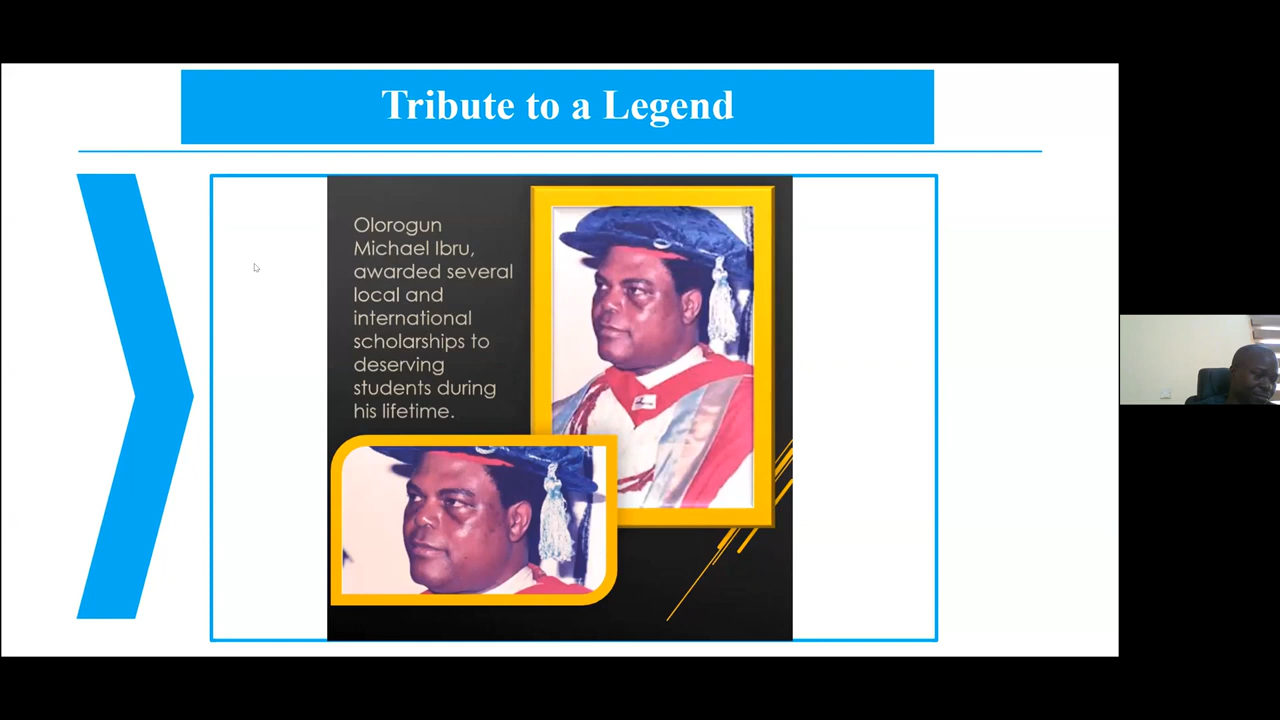 Tribute to a Legend
Olorogun
Michael Ibru,
awarded several
local and
international
scholarships to
deserving
students during
his lifetime.